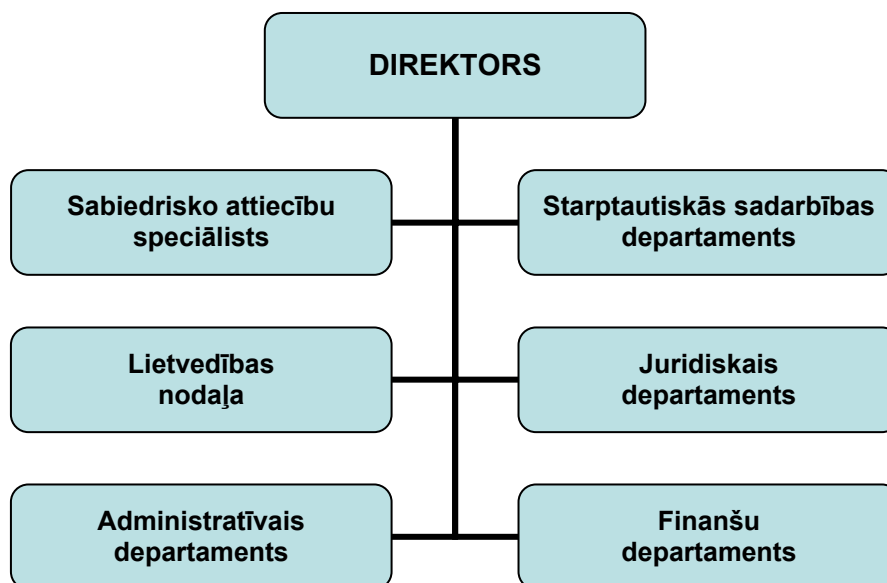 DIREKTORS
Sabiedrisko attiecību
speciālists
Starptautiskās sadarbības
departaments
Lietvedības
nodaļa
Juridiskais
departaments
Administratīvais
departaments
Finanšu
departaments